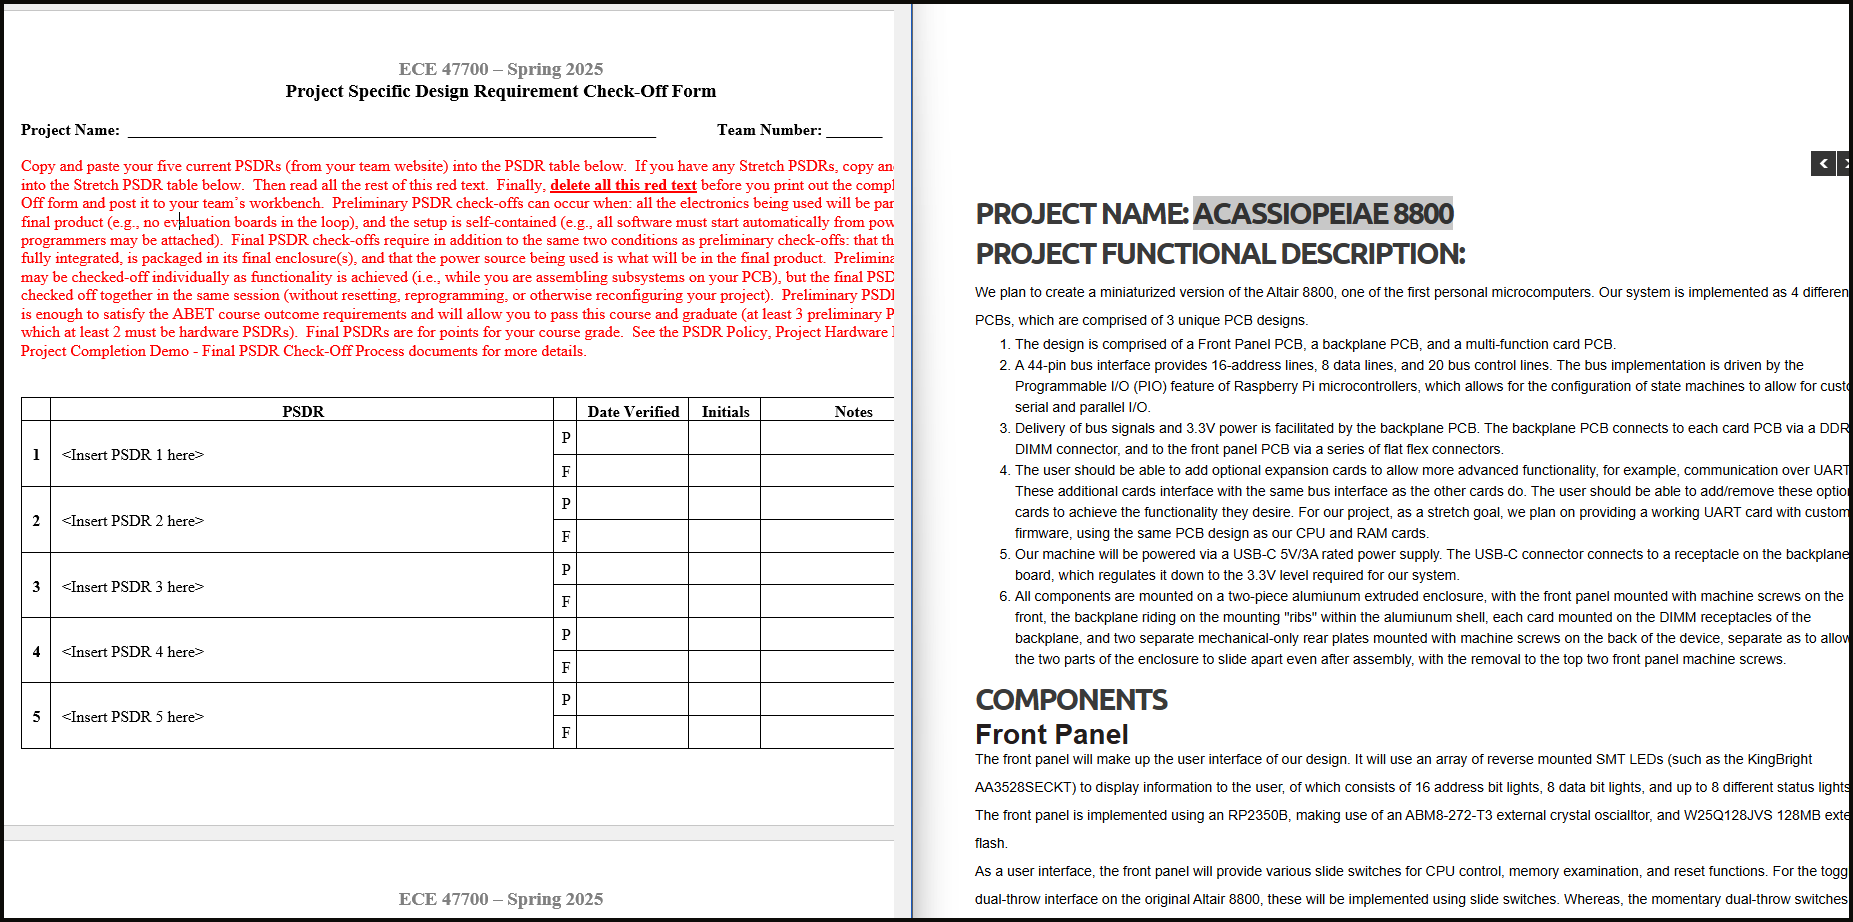 ECE 47700 – Spring 2025
Project Specific Design Requirement Check-Off Form
Project Name: Team Number:
Copy and paste your five current PSDRs (from your team website) into the PSDR table below. If you have any Stretch PSDRs, copy an
into the Stretch PSDR table below. Then read all the rest of this red text. Finally, delete all this red text before you print out the compl
Off form and post it to your team's workbench. Preliminary PSDR check-offs can occur when: all the electronics being used will be par
final product (e.g., no evaluation boards in the loop), and the setup is self-contained (e.g., all software must start automatically from pow
programmers may be attached). Final PSDR check-offs require in addition to the same two conditions as preliminary check-offs: that th
fully integrated, is packaged in its final enclosure(s), and that the power source being used is what will be in the final product. Prelimina
may be checked-off individually as functionality is achieved (i.e., while you are assembling subsystems on your PCB), but the final PSD
checked off together in the same session (without resetting, reprogramming, or otherwise reconfiguring your project). Preliminary PSD
is enough to satisfy the ABET course outcome requirements and will allow you to pass this course and graduate (at least 3 preliminary P
which at least 2 must be hardware PSDRs). Final PSDRs are for points for your course grade. See the PSDR Policy, Project Hardware
Project Completion Demo - Final PSDR Check-Off Process documents for more details.
PSDR Date Verified Initials Notes
P
1 <Insert PSDR 1 here>
F
P
2 <Insert PSDR 2 here>
F
P
3 <Insert PSDR 3 here>
F
P
4 <Insert PSDR 4 here>
F
P
5 <Insert PSDR 5 here>
F
ECE 47700 – Spring 2025
PROJECT NAME: ACASSIOPEIAE 8800
PROJECT FUNCTIONAL DESCRIPTION:
We plan to create a miniaturized version of the Altair 8800, one of the first personal microcomputers. Our system is implemented as 4 differen
PCBs, which are comprised of 3 unique PCB designs.
1. The design is comprised of a Front Panel PCB, a backplane PCB, and a multi-function card PCB.
2. A 44-pin bus interface provides 16-address lines, 8 data lines, and 20 bus control lines. The bus implementation is driven by the
Programmable I/O (PIO) feature of Raspberry Pi microcontrollers, which allows for the configuration of state machines to allow for custo
serial and parallel I/O.
3. Delivery of bus signals and 3.3V power is facilitated by the backplane PCB. The backplane PCB connects to each card PCB via a DDR
DIMM connector, and to the front panel PCB via a series of flat flex connectors.
4. The user should be able to add optional expansion cards to allow more advanced functionality, for example, communication over UART
These additional cards interface with the same bus interface as the other cards do. The user should be able to add/remove these optio
cards to achieve the functionality they desire. For our project, as a stretch goal, we plan on providing a working UART card with custom
firmware, using the same PCB design as our CPU and RAM cards.
5. Our machine will be powered via a USB-C 5V/3A rated power supply. The USB-C connector connects to a receptacle on the backplane
board, which regulates it down to the 3.3V level required for our system.
6. All components are mounted on a two-piece alumiunum extruded enclosure, with the front panel mounted with machine screws on the
front, the backplane riding on the mounting "ribs" within the alumiunum shell, each card mounted on the DIMM receptacles of the
backplane, and two separate mechanical-only rear plates mounted with machine screws on the back of the device, separate as to allow
the two parts of the enclosure to slide apart even after assembly, with the removal to the top two front panel machine screws.
COMPONENTS
Front Panel
The front panel will make up the user interface of our design. It will use an array of reverse mounted SMT LEDs (such as the KingBright
AA3528SECKT) to display information to the user, of which consists of 16 address bit lights, 8 data bit lights, and up to 8 different status lights
The front panel is implemented using an RP2350B, making use of an ABM8-272-T3 external crystal oscialltor, and W25Q128JVS 128MB exte
flash.
As a user interface, the front panel will provide various slide switches for CPU control, memory examination, and reset functions. For the togg
dual-throw interface on the original Altair 8800, these will be implemented using slide switches. Whereas, the momentary dual-throw switches